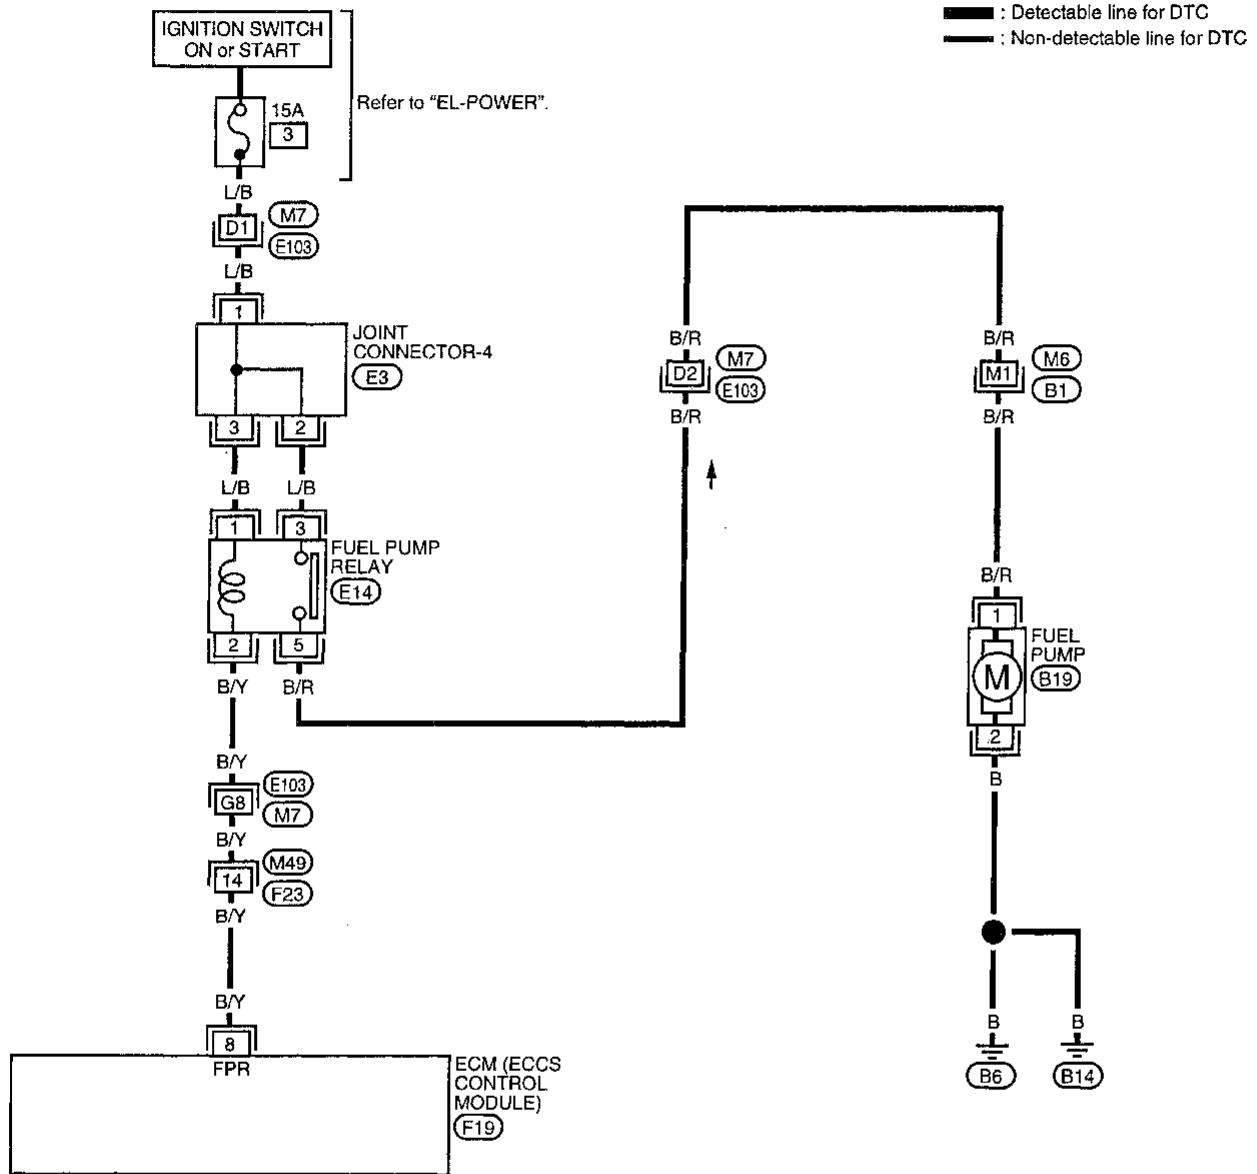 IGNITION SWITCH
ON or START
: Detectable line for DTC
: Non-detectable line for DTC
15A
3
Refer to "EL-POWER".
L/B
D1
M7
E103
L/B
1
JOINT
CONNECTOR-4
E3
3
2
L/B
L/B
1
3
FUEL PUMP
RELAY
E14
2
5
B/Y
B/R
B/Y
G8
E103
M7
B/Y
14
M49
F23
B/Y
B/Y
8
FPR
ECM (ECCS
CONTROL
MODULE)
F19
B/R
D2
M7
E103
B/R
B/R
M1
M6
B1
B/R
B/R
1
FUEL
PUMP
B19
M
2
B
B
B
B6
B14